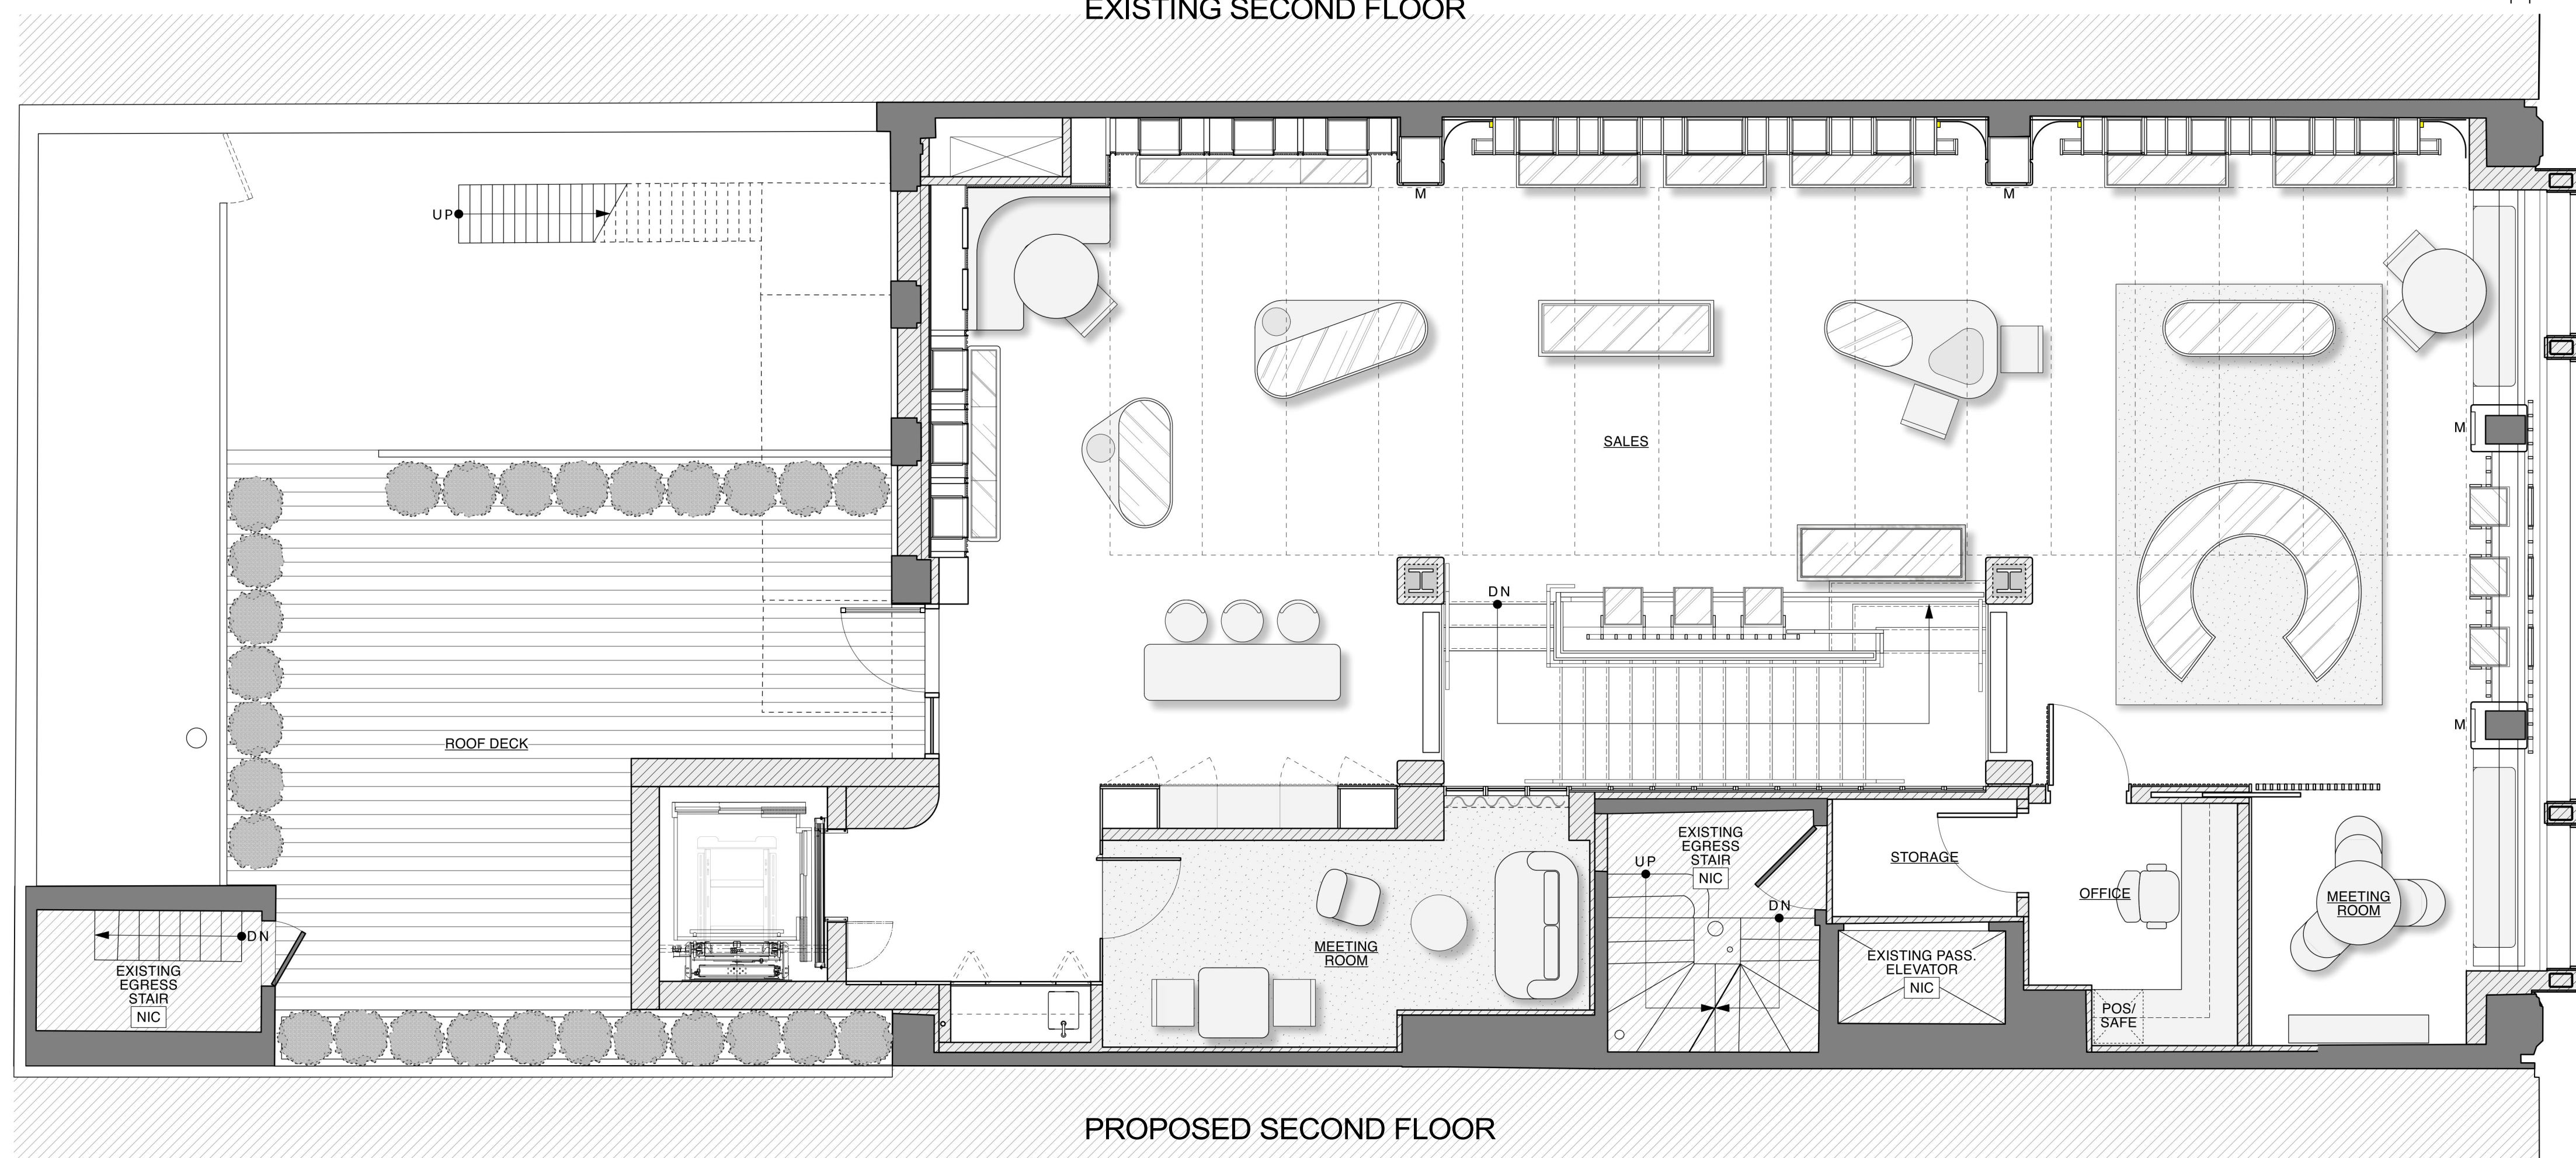 EXISTING SECOND FLOOR
UP
M
M
SALES
M
DN
M
ROOF DECK
EXISTING
EGRESS
STAIR
NIC
UP
DN
STORAGE
OFFICE
MEETING
ROOM
MEETING
ROOM
EXISTING PASS.
ELEVATOR
NIC
POS/
SAFE
DN
EXISTING
EGRESS
STAIR
NIC
PROPOSED SECOND FLOOR